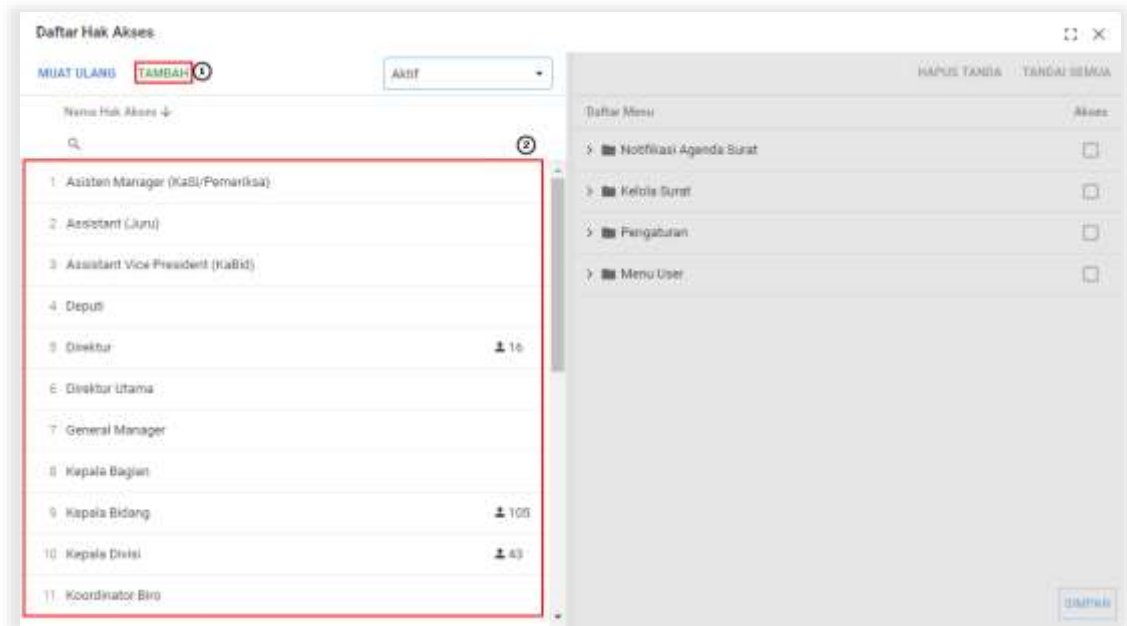 Daftar Hak Akses
MUAT ULANG TAMBAH 1 Aktif HAPUS TANDA TANDAI SEMUA
Nama Hak Akses Daftar Menu Akses
2
Notifikasi Agenda Surat
1 Asisten Manager (KaSi/Pemeriksa)
Kelola Surat
2 Assistant (Juru)
Pengaturan
3 Assistant Vice President (KaBid)
Menu User
4 Deputi
5 Direktur 16
6 Direktur Utama
7 General Manager
8 Kepala Bagian
9 Kepala Bidang 105
10 Kepala Divisi 43
11 Koordinator Biro
SIMPAN